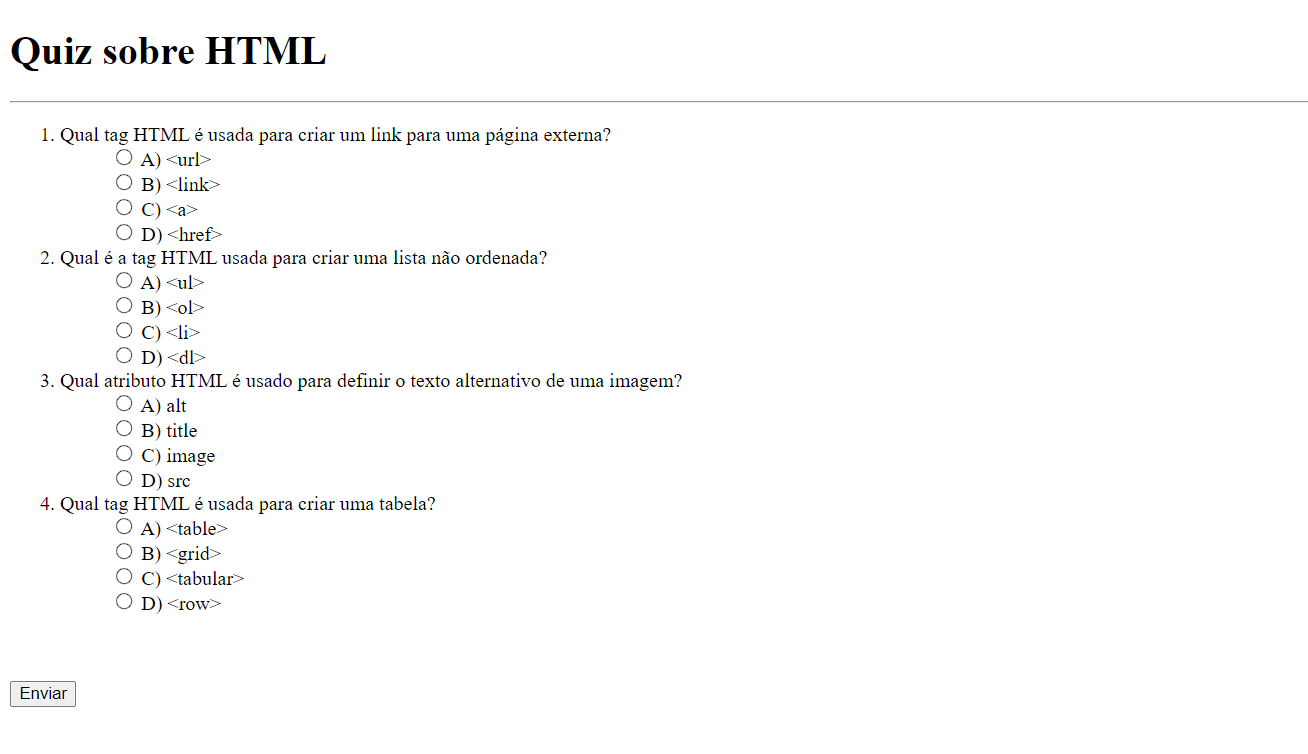 Quiz sobre HTML
1. Qual tag HTML é usada para criar um link para uma página externa?
A) <url>
B) <link>
C) <a>
D) <href>
2. Qual é a tag HTML usada para criar uma lista não ordenada?
A) <ul>
B) <ol>
C) <li>
D) <dl>
3. Qual atributo HTML é usado para definir o texto alternativo de uma imagem?
A) alt
B) title
C) image
D) src
4. Qual tag HTML é usada para criar uma tabela?
A) <table>
B) <grid>
C) <tabular>
D) <row>
Enviar